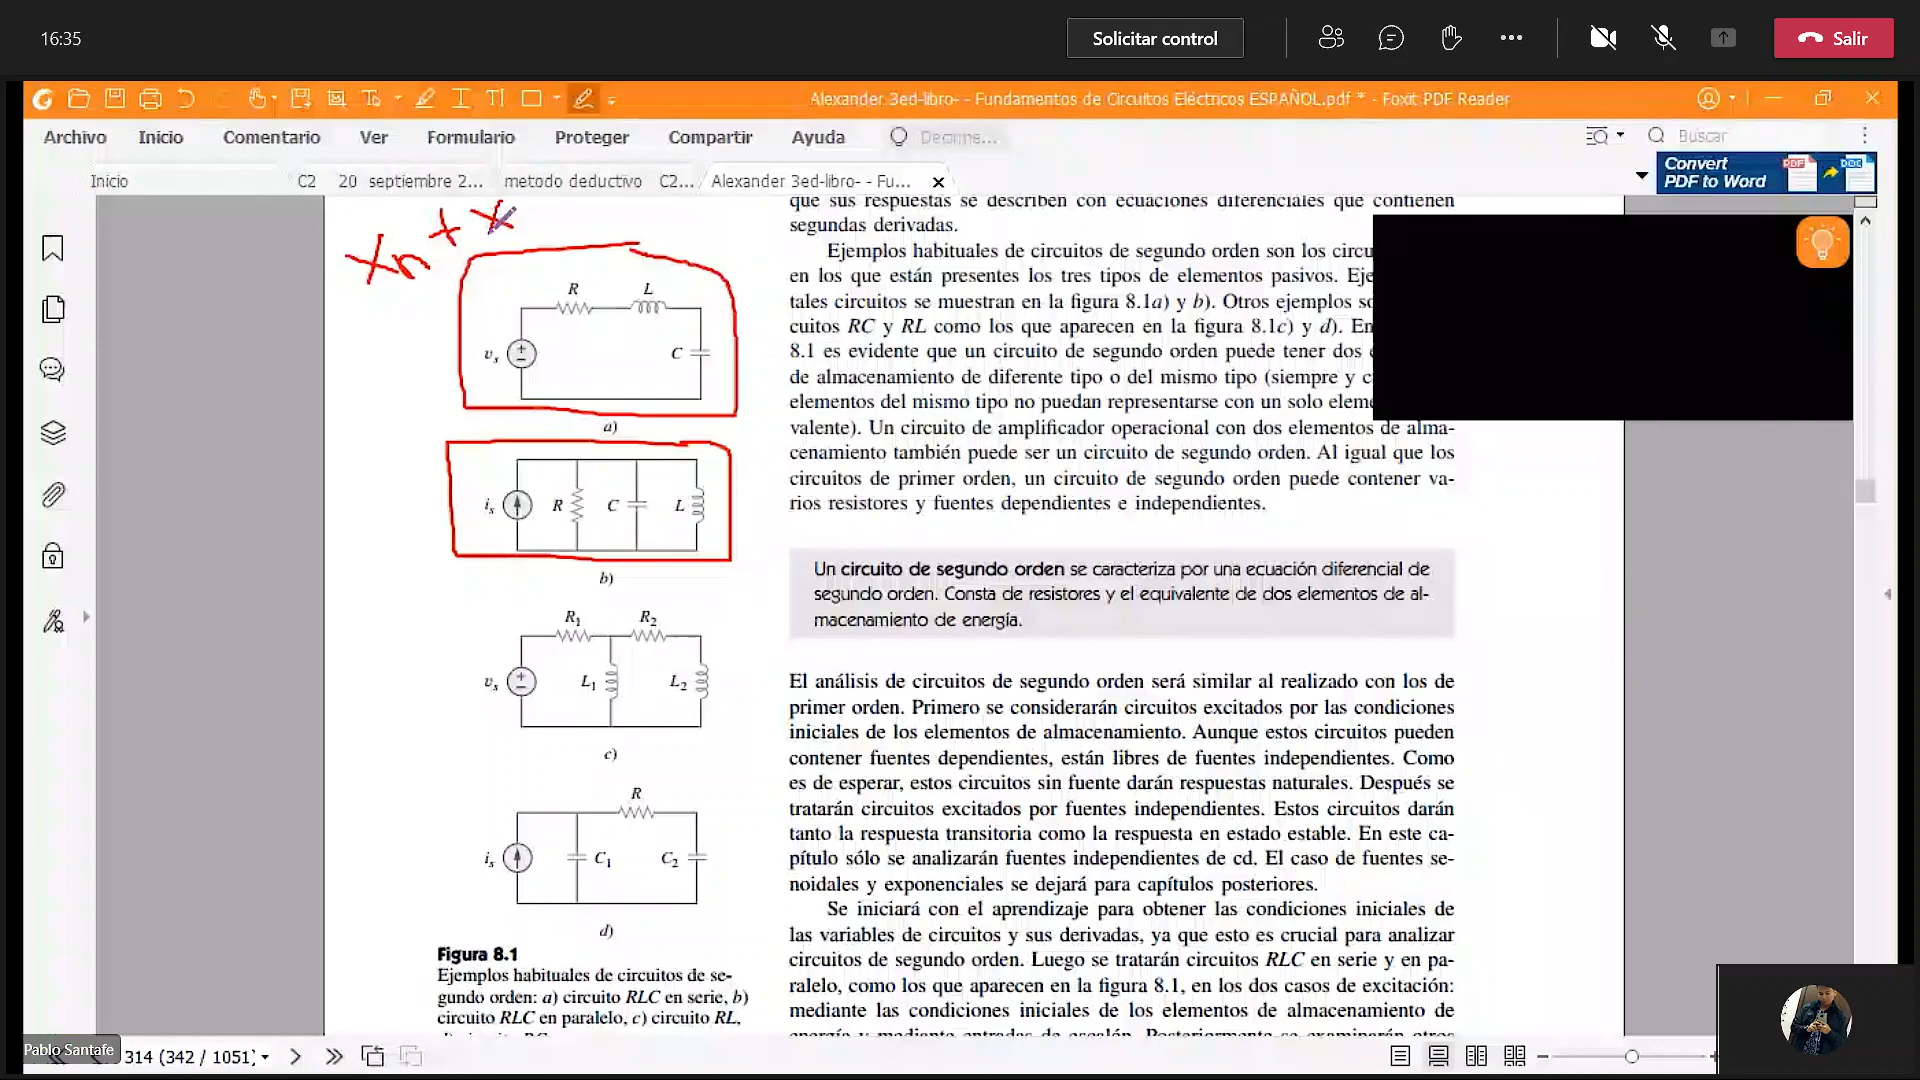 16:35
Solicitar control
Salir
Alexander 3ed-libro- - Fundamentos de Circuitos Eléctricos ESPAÑOL.pdf * - Foxit PDF Reader
Archivo Inicio Comentario Ver Formulario Proteger Compartir Ayuda Decirme... Buscar
Inicio
C2 20 septiembre 2...
metodo deductivo C2...
Alexander 3ed-libro- - Fu...
Convert
PDF to Word
PDF DOC
Xn + X
R L
vs + − C
a)
is R C L
b)
R1 R2
vs + − L1 L2
c)
R
is C1 C2
d)
Figura 8.1
Ejemplos habituales de circuitos de se-
gundo orden: a) circuito RLC en serie, b)
circuito RLC en paralelo, c) circuito RL,
que sus respuestas se describen con ecuaciones diferenciales que contienen
segundas derivadas.
Ejemplos habituales de circuitos de segundo orden son los circu
en los que están presentes los tres tipos de elementos pasivos. Eje
tales circuitos se muestran en la figura 8.1a) y b). Otros ejemplos so
cuitos RC y RL como los que aparecen en la figura 8.1c) y d). En
8.1 es evidente que un circuito de segundo orden puede tener dos
de almacenamiento de diferente tipo o del mismo tipo (siempre y c
elementos del mismo tipo no puedan representarse con un solo eleme
valente). Un circuito de amplificador operacional con dos elementos de alma-
cenamiento también puede ser un circuito de segundo orden. Al igual que los
circuitos de primer orden, un circuito de segundo orden puede contener va-
rios resistores y fuentes dependientes e independientes.
Un circuito de segundo orden se caracteriza por una ecuación diferencial de
segundo orden. Consta de resistores y el equivalente de dos elementos de al-
macenamiento de energía.
El análisis de circuitos de segundo orden será similar al realizado con los de
primer orden. Primero se considerarán circuitos excitados por las condiciones
iniciales de los elementos de almacenamiento. Aunque estos circuitos pueden
contener fuentes dependientes, están libres de fuentes independientes. Como
es de esperar, estos circuitos sin fuente darán respuestas naturales. Después se
tratarán circuitos excitados por fuentes independientes. Estos circuitos darán
tanto la respuesta transitoria como la respuesta en estado estable. En este ca-
pítulo sólo se analizarán fuentes independientes de cd. El caso de fuentes se-
noidales y exponenciales se dejará para capítulos posteriores.
Se iniciará con el aprendizaje para obtener las condiciones iniciales de
las variables de circuitos y sus derivadas, ya que esto es crucial para analizar
circuitos de segundo orden. Luego se tratarán circuitos RLC en serie y en pa-
ralelo, como los que aparecen en la figura 8.1, en los dos casos de excitación:
mediante las condiciones iniciales de los elementos de almacenamiento de
energía y mediante entradas de escalón. Posteriormente se examinarán otros
Pablo Santafe
314 (342 / 1051)